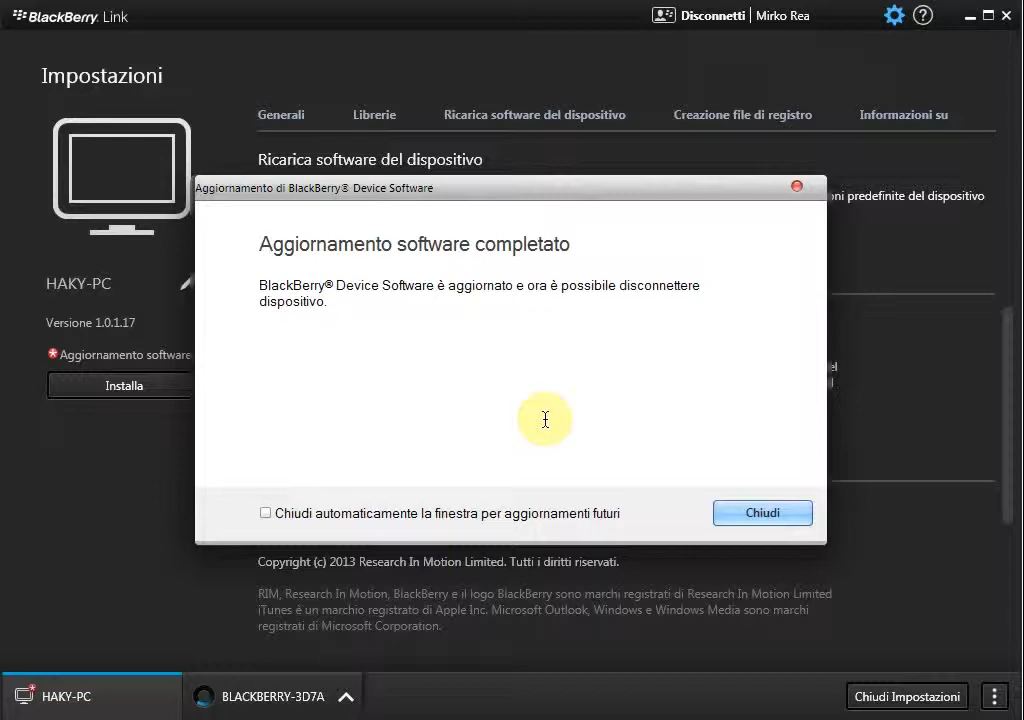 BlackBerry. Link
Disconnetti | Mirko Rea
Impostazioni
Generali Librerie Ricarica software del dispositivo Creazione file di registro Informazioni su
Ricarica software del dispositivo
Aggiornamento di BlackBerry® Device Software
oni predefinite del dispositivo
Aggiornamento software completato
BlackBerry® Device Software è aggiornato e ora è possibile disconnettere
dispositivo.
HAKY-PC
Versione 1.0.1.17
Aggiornamento software
Installa
el
Chiudi automaticamente la finestra per aggiornamenti futuri
Chiudi
Copyright (c) 2013 Research In Motion Limited. Tutti i diritti riservati.
RIM, Research In Motion, BlackBerry e il logo BlackBerry sono marchi registrati di Research In Motion Limited
iTunes è un marchio registrato di Apple Inc. Microsoft Outlook, Windows e Windows Media sono marchi
registrati di Microsoft Corporation.
HAKY-PC
BLACKBERRY-3D7A
Chiudi Impostazioni